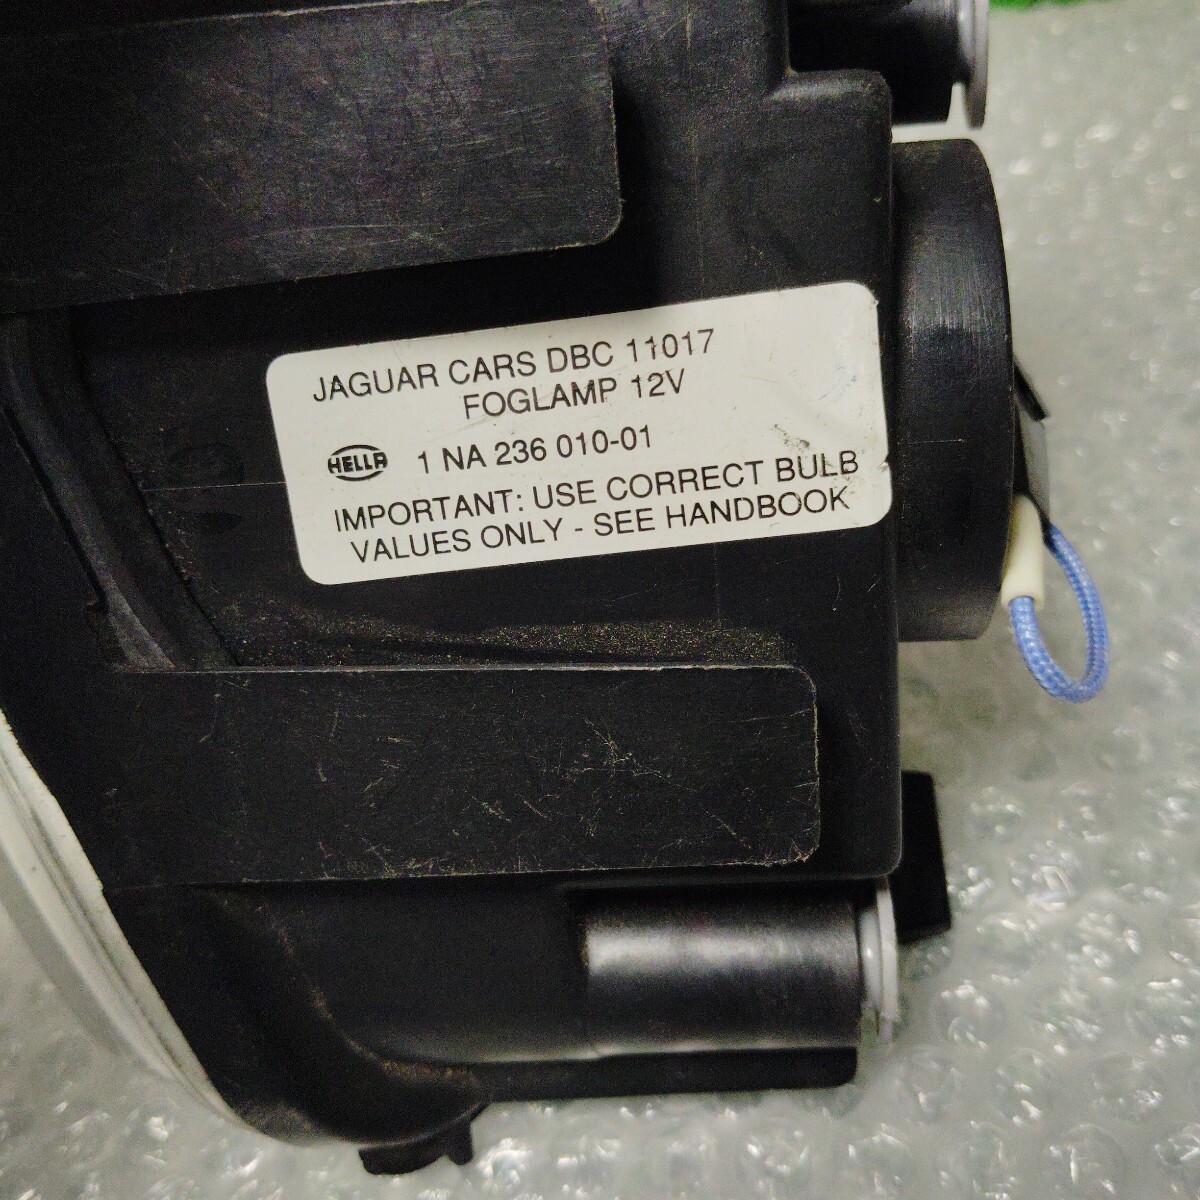 JAGUAR CARS DBC 11017
FOGLAMP 12V
HELLA 1 NA 236 010-01
IMPORTANT: USE CORRECT BULB
VALUES ONLY - SEE HANDBOOK